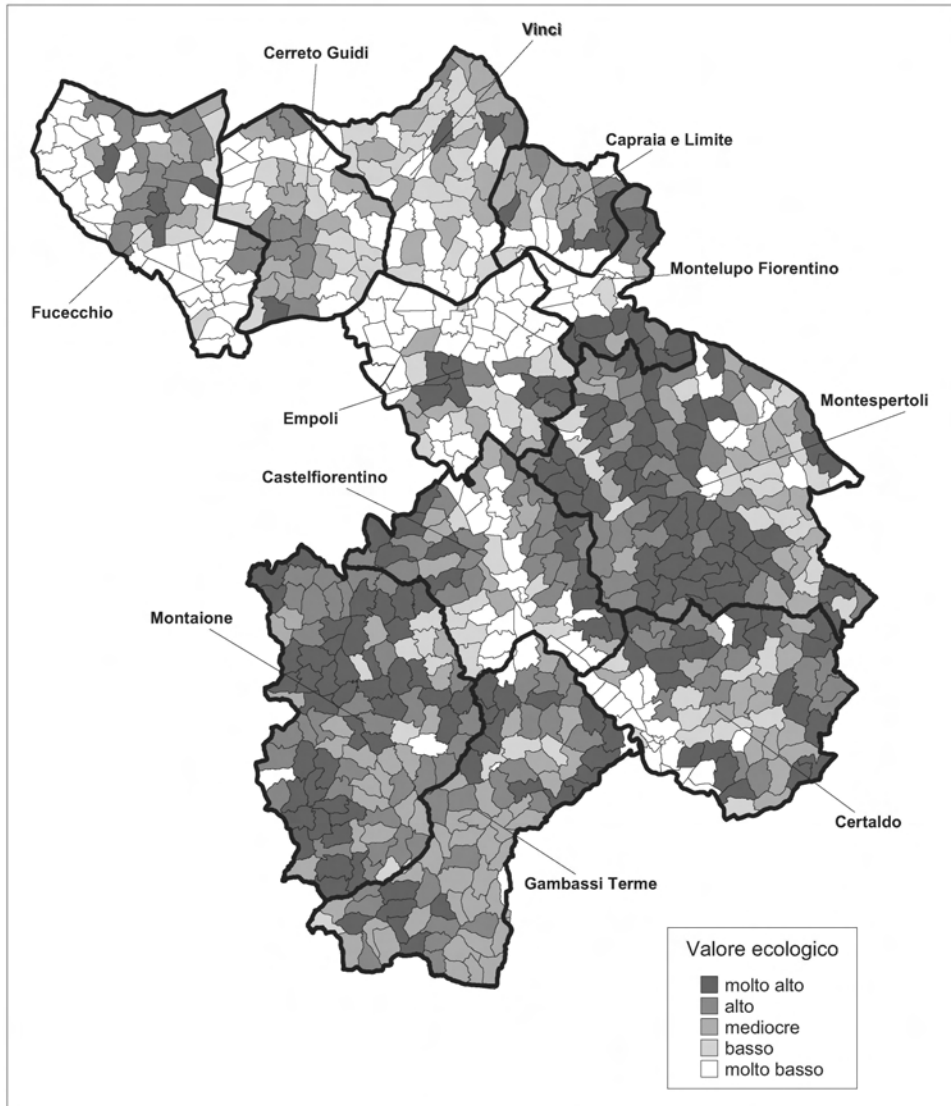 Vinci
Cerreto Guidi
Capraia e Limite
Montelupo Fiorentino
Fucecchio
Montespertoli
Empoli
Castelfiorentino
Montaione
Certaldo
Gambassi Terme
Valore ecologico
molto alto
alto
mediocre
basso
molto basso